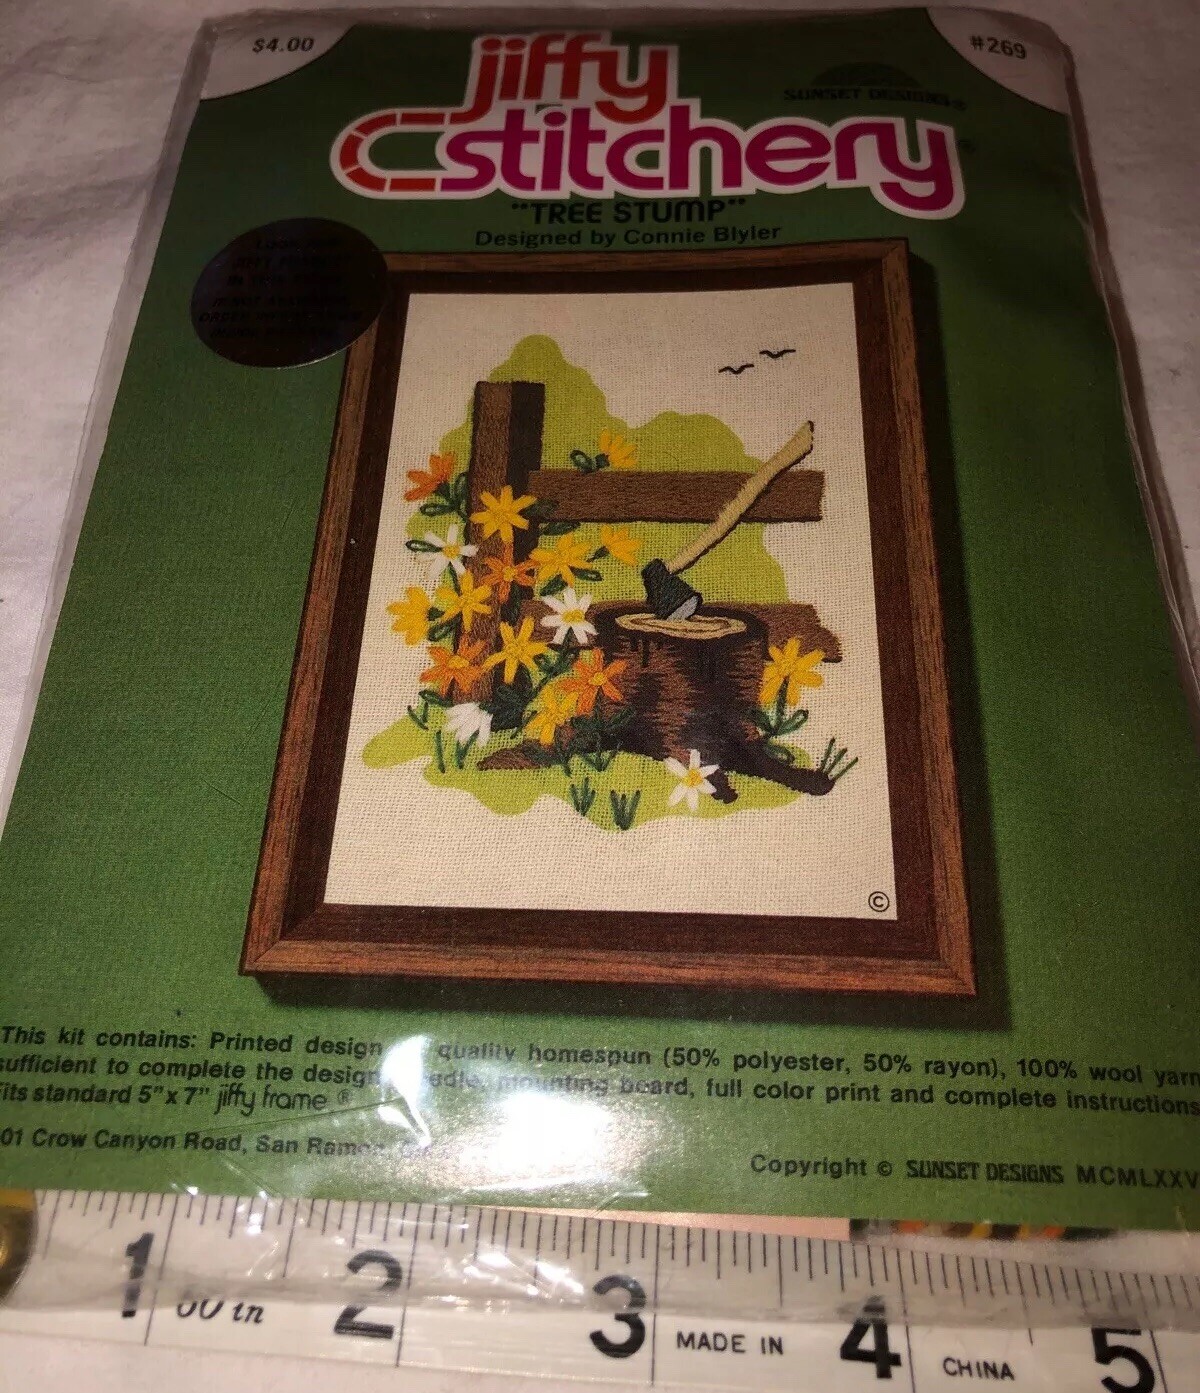 $4.00
#269
jiffy
stitchery®
SUNSET DESIGNS®
"TREE STUMP"
Designed by Connie Blyler
©
This kit contains: Printed design quality homespun (50% polyester, 50% rayon), 100% wool yarn
sufficient to complete the design, mounting board, full color print and complete instructions
standard 5" x 7" jiffy frame ®
01 Crow Canyon Road, San
Copyright © SUNSET DESIGNS MCMLXXV
1 2 3 4 5
60 in
MADE IN
CHINA